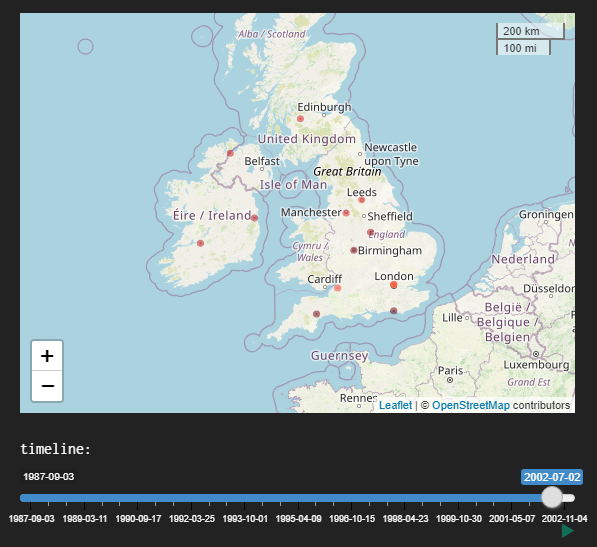 Alba / Scotland
200 km
100 mi
Edinburgh
United Kingdom
Newcastle
upon Tyne
Belfast
Great Britain
Isle of Man
Leeds
Manchester
Sheffield
Éire / Ireland
England
Groningen
Cymru /
Wales
Birmingham
Nederland
Cardiff
London
Düsseldor
Lille
België /
Belgique /
Belgien
Guernsey
Luxembourg
Paris
Grand Est
Rennes
+
−
Leaflet | © OpenStreetMap contributors
timeline:
1987-09-03
2002-07-02
1987-09-03 1989-03-11 1990-09-17 1992-03-25 1993-10-01 1995-04-09 1996-10-15 1998-04-23 1999-10-30 2001-05-07 2002-11-04